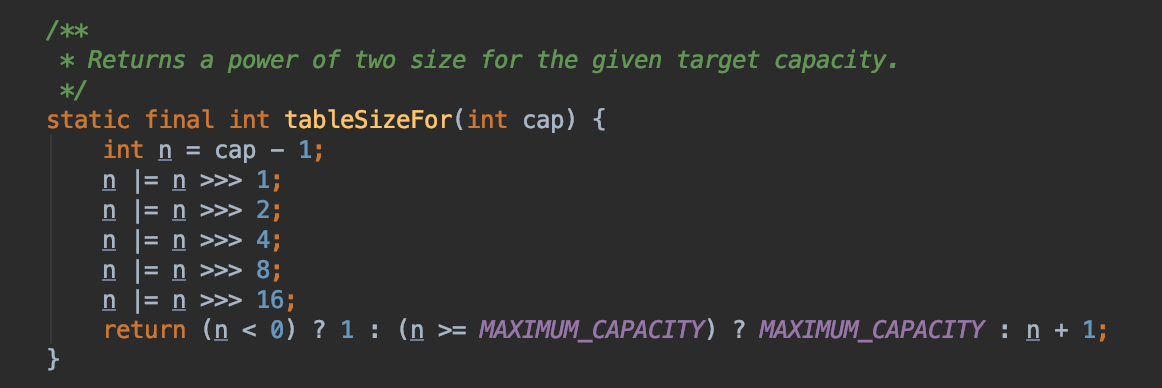 /**
 * Returns a power of two size for the given target capacity.
 */
static final int tableSizeFor(int cap) {
    int n = cap - 1;
    n |= n >>> 1;
    n |= n >>> 2;
    n |= n >>> 4;
    n |= n >>> 8;
    n |= n >>> 16;
    return (n < 0) ? 1 : (n >= MAXIMUM_CAPACITY) ? MAXIMUM_CAPACITY : n + 1;
}